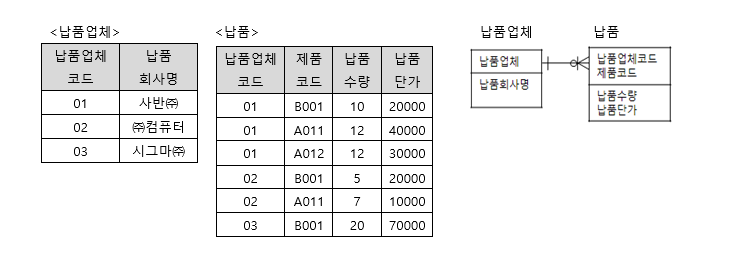 <납품업체>
납품업체
코드
납품
회사명
01 사반㈜
02 ㈜컴퓨터
03 시그마㈜
<납품>
납품업체
코드
제품
코드
납품
수량
납품
단가
01 B001 10 20000
01 A011 12 40000
01 A012 12 30000
02 B001 5 20000
02 A011 7 10000
03 B001 20 70000
납품업체
납품업체
납품회사명
납품
납품업체코드
제품코드
납품수량
납품단가